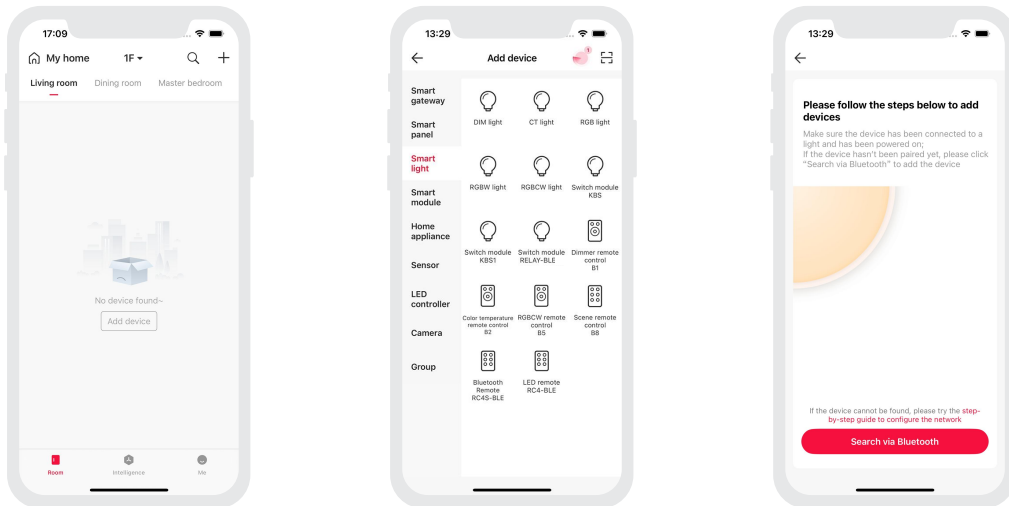 17:09
My home
1F
Living room
Dining room
Master bedroom
No device found~
Add device
Room
Intelligence
Me
13:29
Add device
1
Smart
gateway
Smart
panel
Smart
light
Smart
module
Home
appliance
Sensor
LED
controller
Camera
Group
DIM light
CT light
RGB light
RGBW light
RGBCW light
Switch module
KBS
Switch module
KBS1
Switch module
RELAY-BLE
Dimmer remote
control
B1
Color temperature
remote control
B2
RGBCW remote
control
B5
Scene remote
control
B8
Bluetooth
Remote
RC4S-BLE
LED remote
RC4-BLE
13:29
Please follow the steps below to add
devices
Make sure the device has been connected to a
light and has been powered on;
If the device hasn't been paired yet, please click
"Search via Bluetooth" to add the device
If the device cannot be found, please try the step-
by-step guide to configure the network
Search via Bluetooth